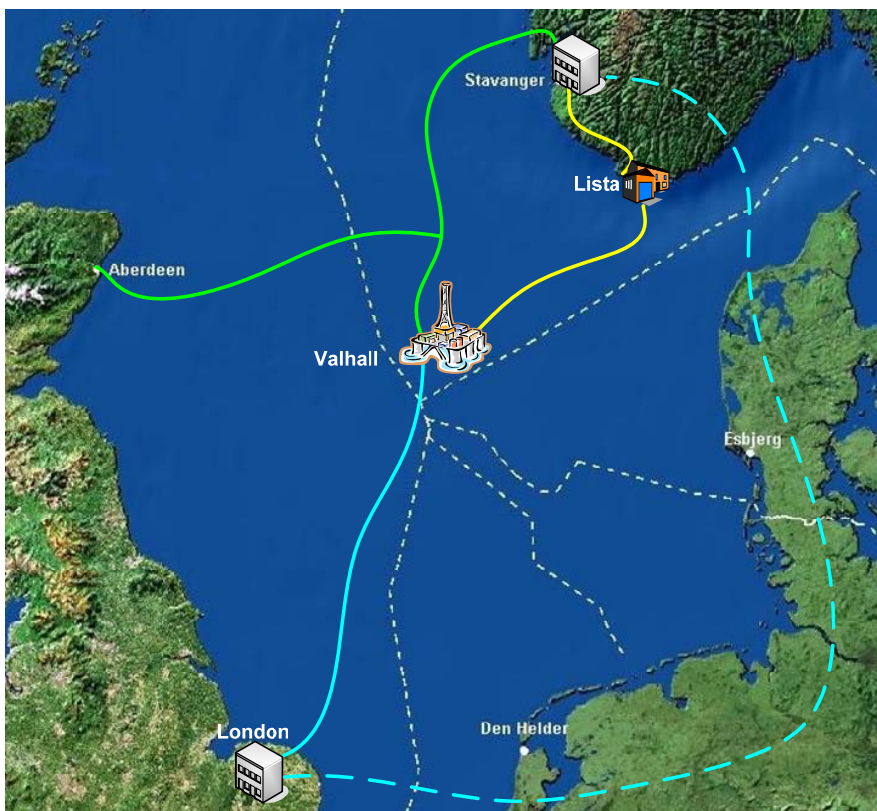 Stavanger
Lista
Aberdeen
Valhall
Esbjerg
London
Den Helder